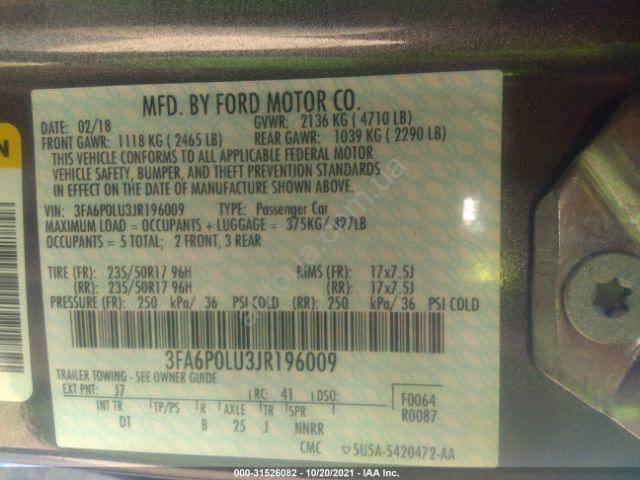 MFD. BY FORD MOTOR CO.
DATE: 02/18 GVWR: 2136 KG ( 4710 LB)
FRONT GAWR: 1118 KG ( 2465 LB) REAR GAWR: 1039 KG ( 2290 LB)
THIS VEHICLE CONFORMS TO ALL APPLICABLE FEDERAL MOTOR
VEHICLE SAFETY, BUMPER, AND THEFT PREVENTION STANDARDS
IN EFFECT ON THE DATE OF MANUFACTURE SHOWN ABOVE.
VIN: 3FA6P0LU3JR196009 TYPE: Passenger Car
MAXIMUM LOAD = OCCUPANTS + LUGGAGE = 375KG/ 827LB
OCCUPANTS = 5 TOTAL; 2 FRONT, 3 REAR
TIRE (FR): 235/50R17 96H RIMS (FR): 17x7.5J
(RR): 235/50R17 96H (RR): 17x7.5J
PRESSURE (FR): 250 kPa/ 36 PSI COLD (RR): 250 kPa/ 36 PSI COLD
3FA6P0LU3JR196009
TRAILER TOWING - SEE OWNER GUIDE
EXT PNT: J7 RC: 41 DSO: F0064
INT TR TP/PS R AXLE TR SPR R0087
DT B 25 J NNRR
CMC 5U5A-5420472-AA
000-31526082 - 10/20/2021 - IAA Inc.